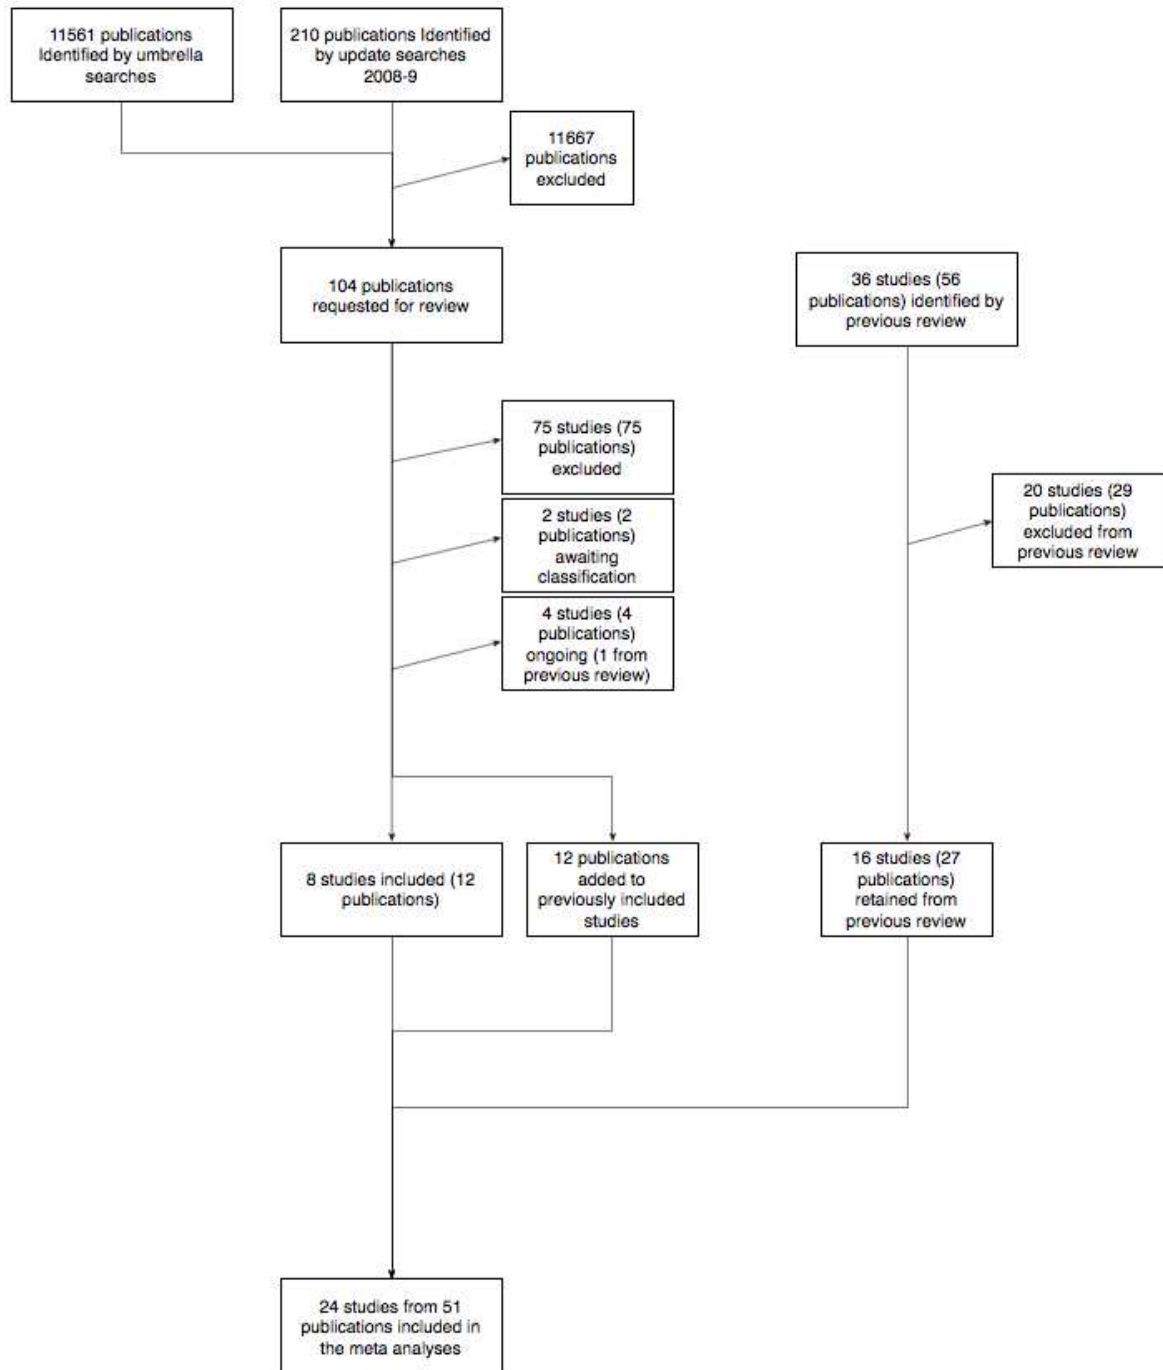 11561 publications
Identified by umbrella
searches
210 publications Identified
by update searches
2008-9
11667
publications
excluded
104 publications
requested for review
36 studies (56
publications) identified by
previous review
75 studies (75
publications)
excluded
20 studies (29
publications)
excluded from
previous review
2 studies (2
publications)
awaiting
classification
4 studies (4
publications)
ongoing (1 from
previous review)
8 studies included (12
publications)
12 publications
added to
previously included
studies
16 studies (27
publications)
retained from
previous review
24 studies from 51
publications included in
the meta analyses